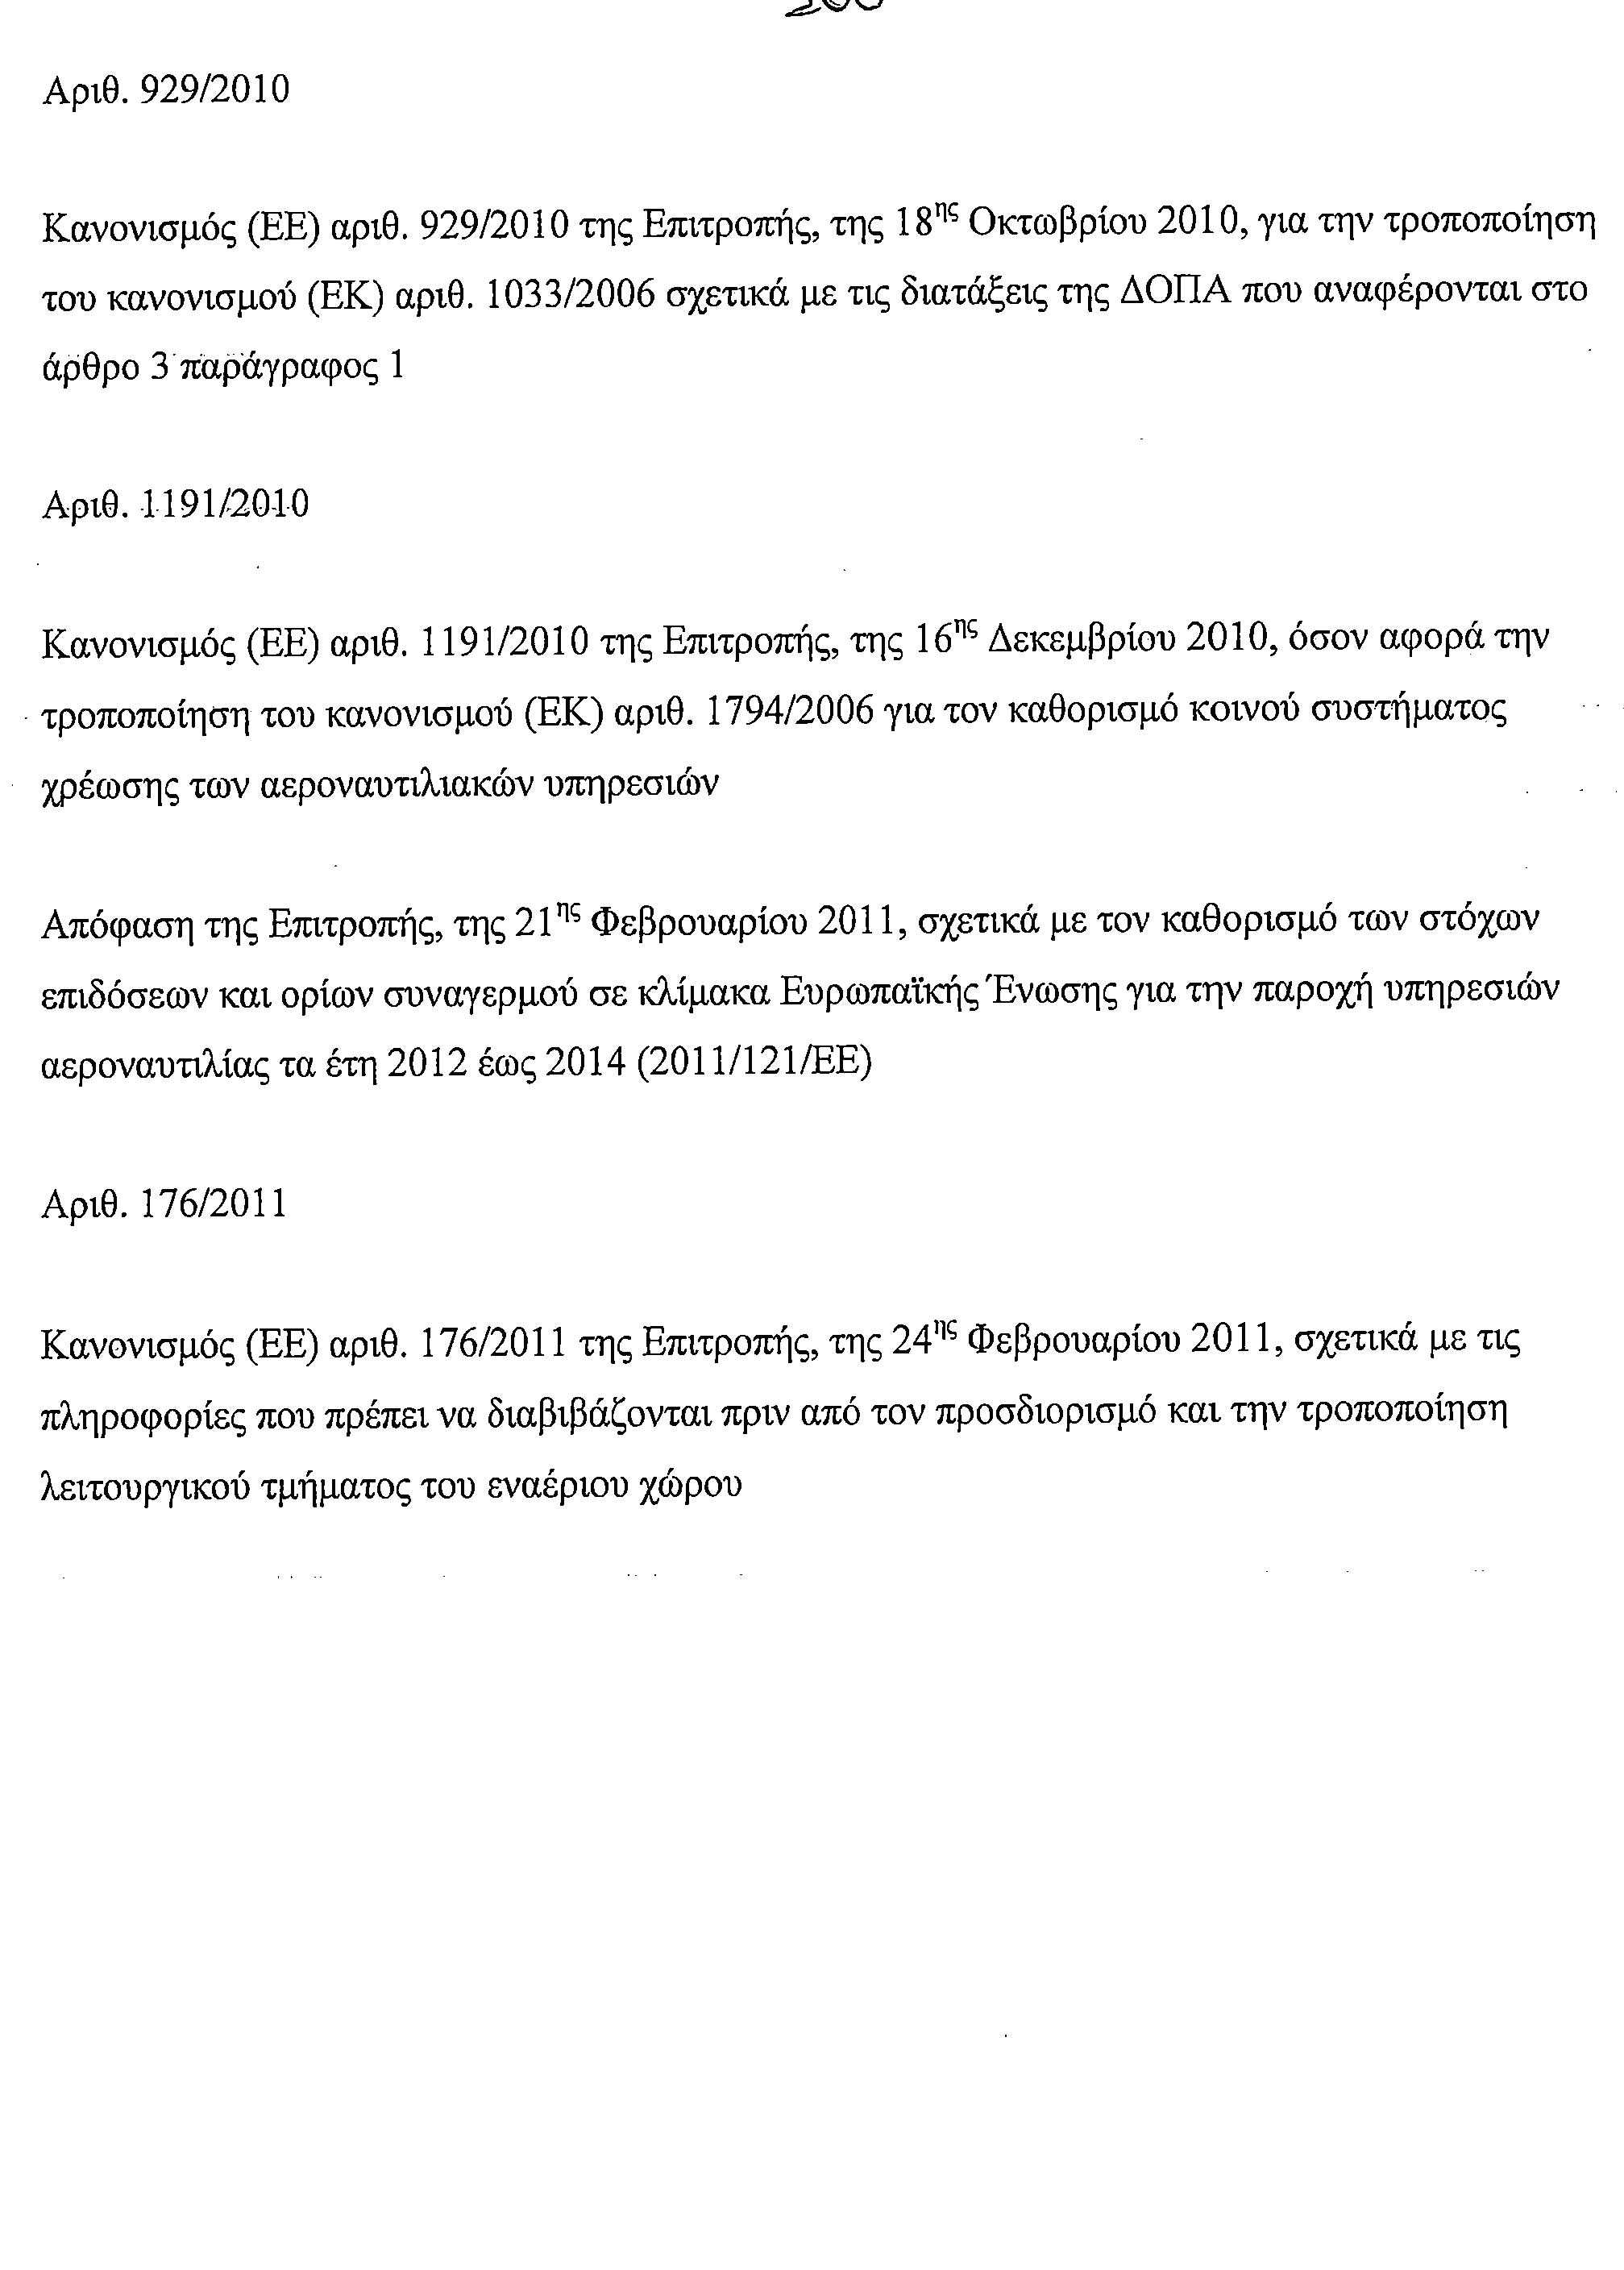 Αριθ. 929/2010
Κανονισμός (ΕΕ) αριθ. 929/2010 της Επιτροπής, της 18ης Οκτωβρίου 2010, για την τροποποίηση
του κανονισμού (ΕΚ) αριθ. 1033/2006 σχετικά με τις διατάξεις της ΔΟΠΑ που αναφέρονται στο
άρθρο 3 παράγραφος 1
Αριθ. 1191/2010
Κανονισμός (ΕΕ) αριθ. 1191/2010 της Επιτροπής, της 16ης Δεκεμβρίου 2010, όσον αφορά την
τροποποίηση του κανονισμού (ΕΚ) αριθ. 1794/2006 για τον καθορισμό κοινού συστήματος
χρέωσης των αεροναυτιλιακών υπηρεσιών
Απόφαση της Επιτροπής, της 21ης Φεβρουαρίου 2011, σχετικά με τον καθορισμό των στόχων
επιδόσεων και ορίων συναγερμού σε κλίμακα Ευρωπαϊκής Ένωσης για την παροχή υπηρεσιών
αεροναυτιλίας τα έτη 2012 έως 2014 (2011/121/ΕΕ)
Αριθ. 176/2011
Κανονισμός (ΕΕ) αριθ. 176/2011 της Επιτροπής, της 24ης Φεβρουαρίου 2011, σχετικά με τις
πληροφορίες που πρέπει να διαβιβάζονται πριν από τον προσδιορισμό και την τροποποίηση
λειτουργικού τμήματος του εναέριου χώρου